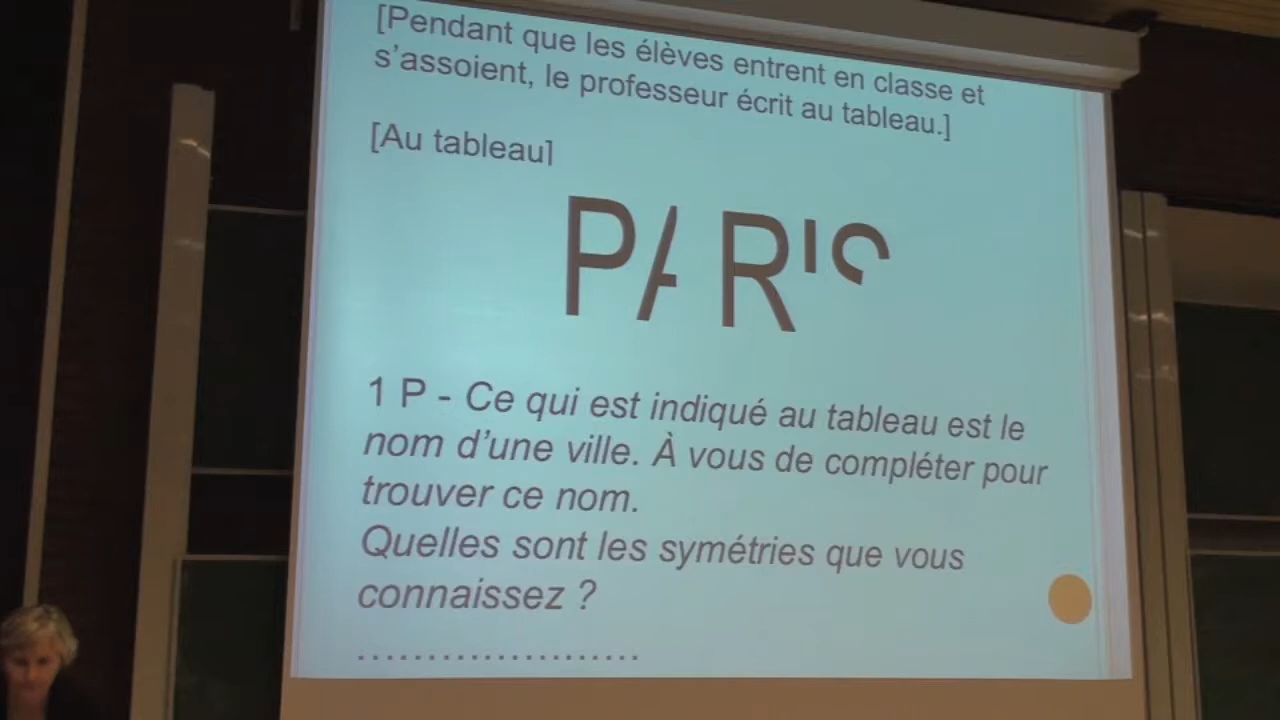 [Pendant que les élèves entrent en classe et
s'assoient, le professeur écrit au tableau.]
[Au tableau]
PARIS
1 P - Ce qui est indiqué au tableau est le
nom d'une ville. À vous de compléter pour
trouver ce nom.
Quelles sont les symétries que vous
connaissez ?
.....................